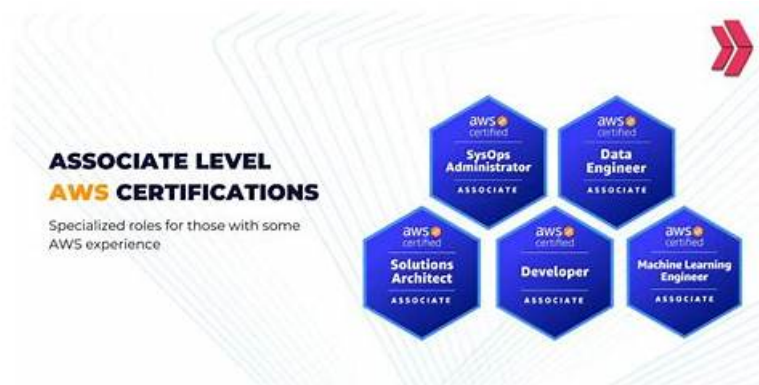 ASSOCIATE LEVEL
AWS CERTIFICATIONS
Specialized roles for those with some
AWS experience
aws
certified
SysOps
Administrator
ASSOCIATE
aws
certified
Data
Engineer
ASSOCIATE
aws
certified
Solutions
Architect
ASSOCIATE
aws
certified
Developer
ASSOCIATE
aws
certified
Machine Learning
Engineer
ASSOCIATE